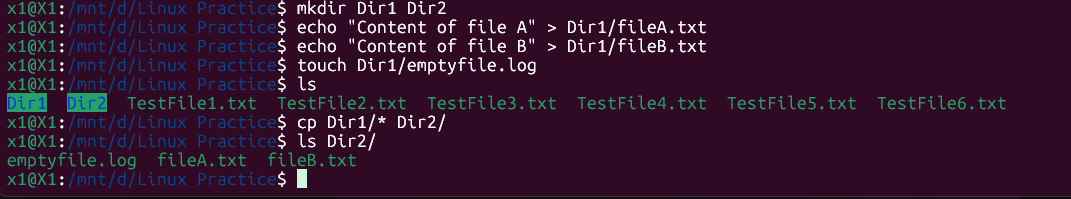 x1@X1:/mnt/d/Linux Practice$ mkdir Dir1 Dir2
x1@X1:/mnt/d/Linux Practice$ echo "Content of file A" > Dir1/fileA.txt
x1@X1:/mnt/d/Linux Practice$ echo "Content of file B" > Dir1/fileB.txt
x1@X1:/mnt/d/Linux Practice$ touch Dir1/emptyfile.log
x1@X1:/mnt/d/Linux Practice$ ls
Dir1  Dir2  TestFile1.txt  TestFile2.txt  TestFile3.txt  TestFile4.txt  TestFile5.txt  TestFile6.txt
x1@X1:/mnt/d/Linux Practice$ cp Dir1/* Dir2/
x1@X1:/mnt/d/Linux Practice$ ls Dir2/
emptyfile.log  fileA.txt  fileB.txt
x1@X1:/mnt/d/Linux Practice$